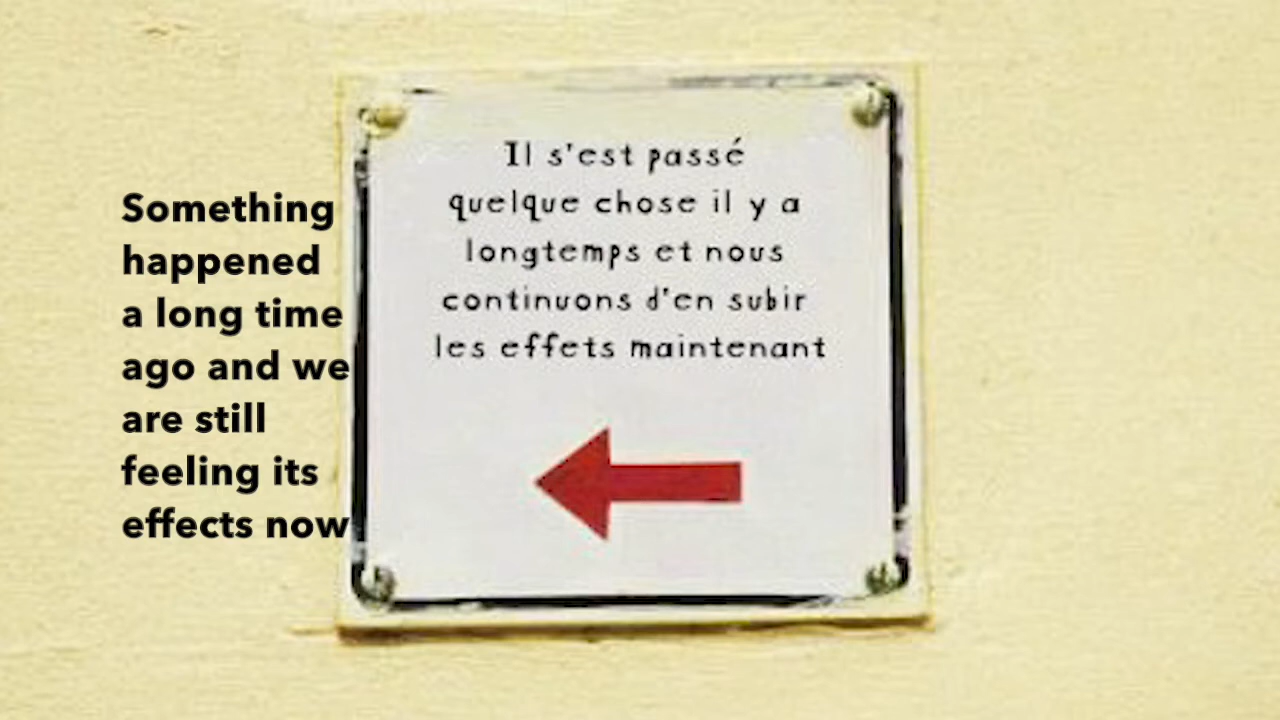 Something
happened
a long time
ago and we
are still
feeling its
effects now
Il s'est passé
quelque chose il y a
longtemps et nous
continuons d'en subir
les effets maintenant